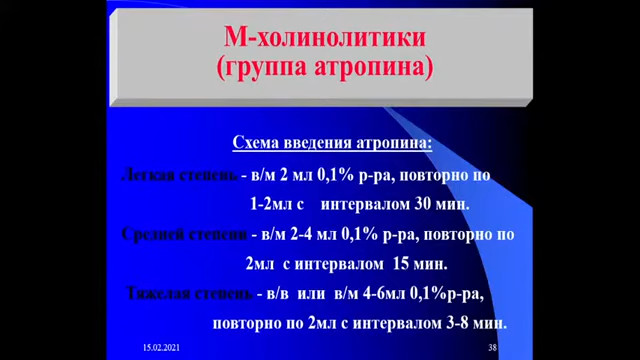 М-холинолитики
(группа атропина)
Схема введения атропина:
Легкая степень - в/м 2 мл 0,1% р-ра, повторно по
1-2мл с интервалом 30 мин.
Средней степени - в/м 2-4 мл 0,1% р-ра, повторно по
2мл с интервалом 15 мин.
Тяжелая степень - в/в или в/м 4-6мл 0,1%р-ра,
повторно по 2мл с интервалом 3-8 мин.
15.02.2021 38